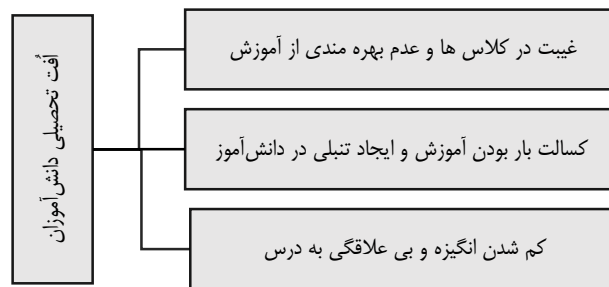 اُفت تحصیلی دانش‌آموزان
غیبت در کلاس ها و عدم بهره مندی از آموزش
کسالت بار بودن آموزش و ایجاد تنبلی در دانش‌آموز
کم شدن انگیزه و بی علاقگی به درس